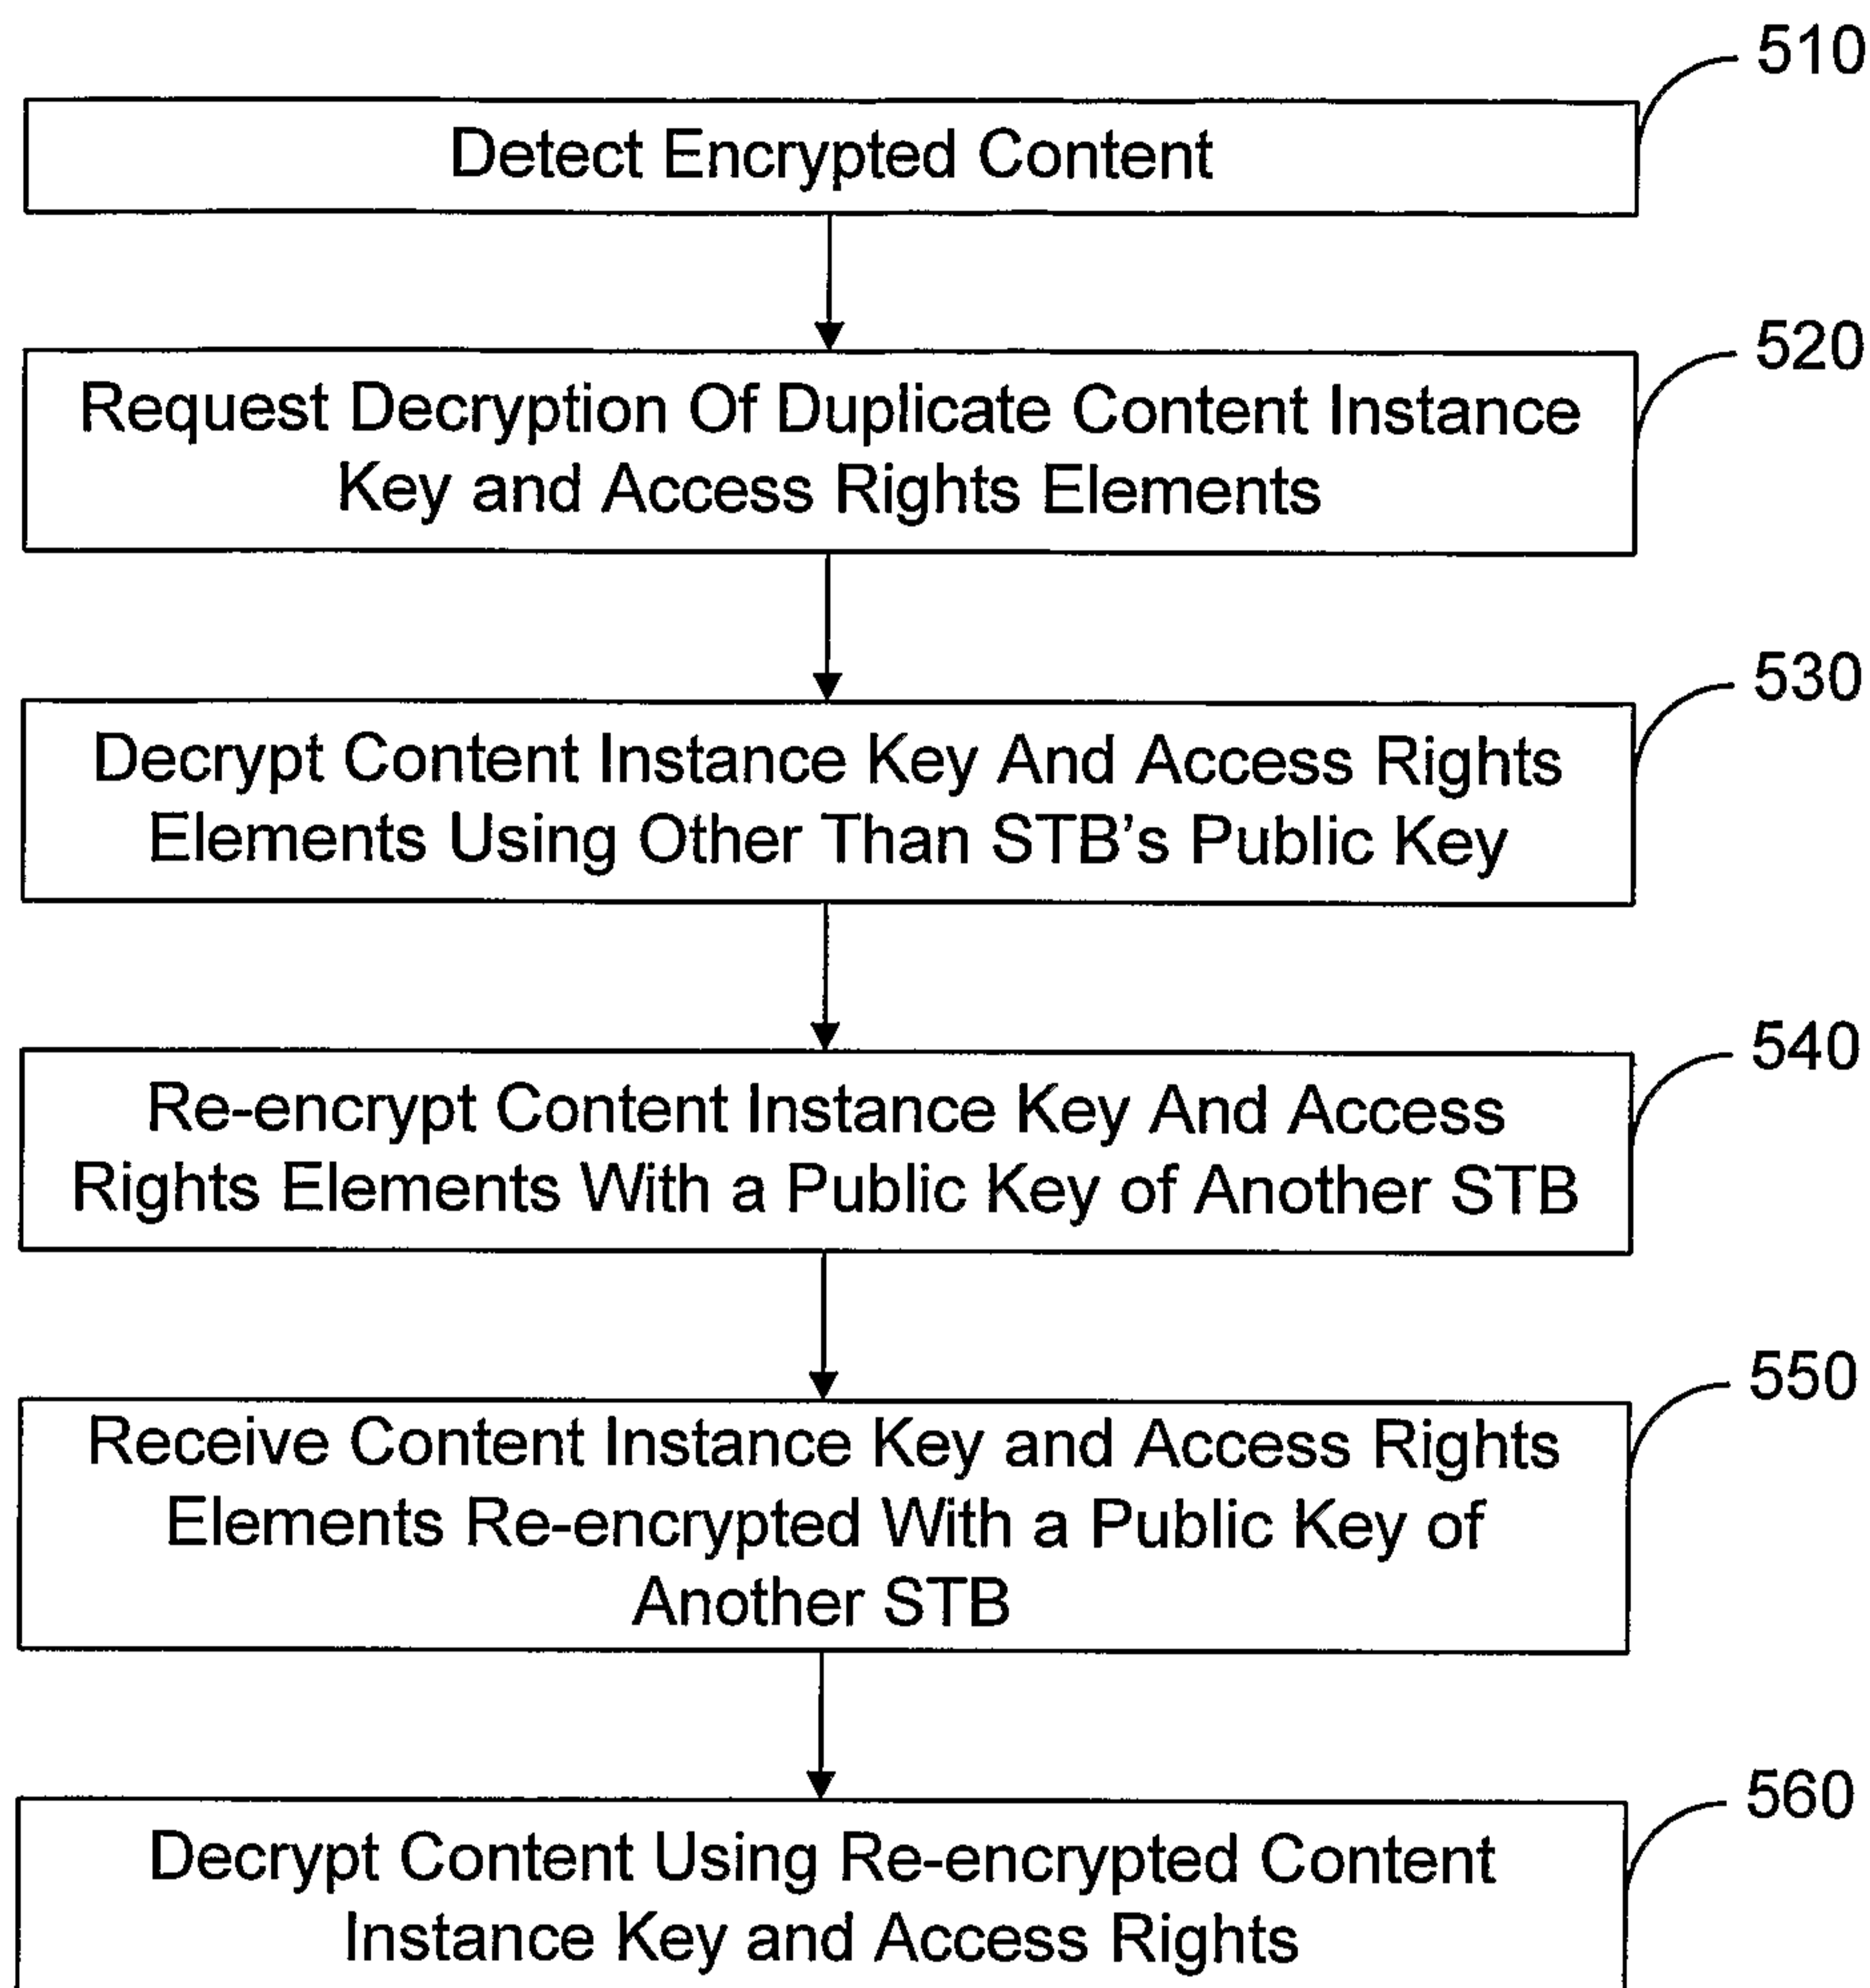 510
Detect Encrypted Content
520
Request Decryption Of Duplicate Content Instance
Key and Access Rights Elements
530
Decrypt Content Instance Key And Access Rights
Elements Using Other Than STB's Public Key
540
Re-encrypt Content Instance Key And Access
Rights Elements With a Public Key of Another STB
550
Receive Content Instance Key and Access Rights
Elements Re-encrypted With a Public Key of
Another STB
560
Decrypt Content Using Re-encrypted Content
Instance Key and Access Rights